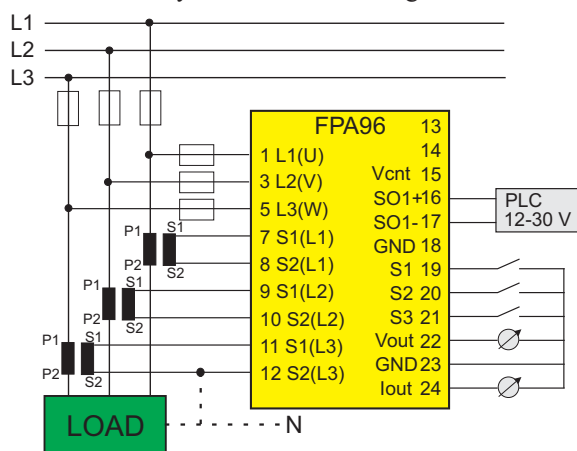 L1
L2
L3
FPA96
1 L1(U)
3 L2(V)
5 L3(W)
7 S1(L1)
8 S2(L1)
9 S1(L2)
10 S2(L2)
11 S1(L3)
12 S2(L3)
13
14
Vcnt 15
SO1+16
SO1-17
GND 18
S1 19
S2 20
S3 21
Vout 22
GND23
Iout 24
PLC
12-30 V
P1 S1
P2 S2
P1 S1
P2 S2
P1 S1
P2 S2
LOAD
N